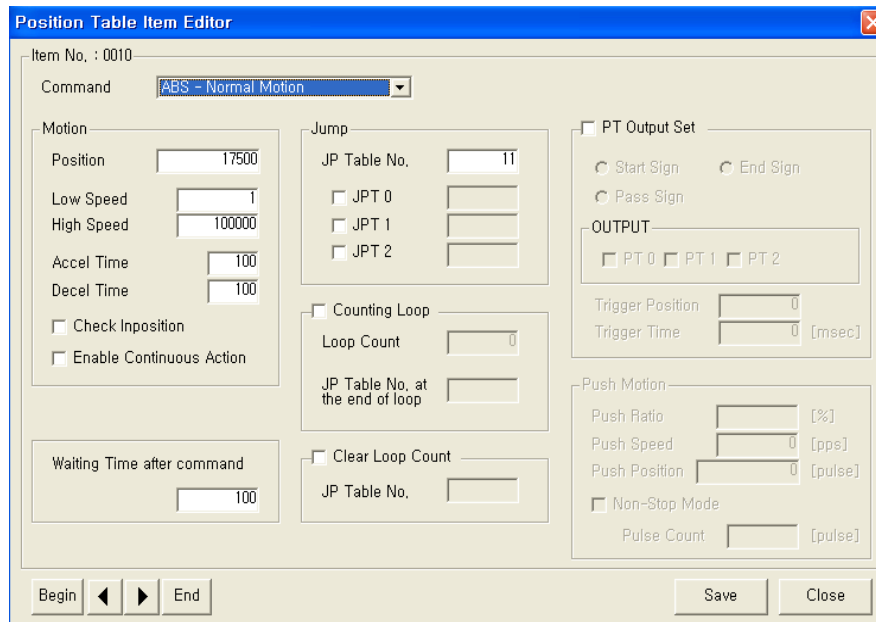 Position Table Item Editor
Item No. : 0010
Command ABS - Normal Motion
Motion
Position 17500
Low Speed 1
High Speed 100000
Accel Time 100
Decel Time 100
Check Inposition
Enable Continuous Action
Waiting Time after command
100
Jump
JP Table No. 11
JPT 0
JPT 1
JPT 2
Counting Loop
Loop Count 0
JP Table No. at
the end of loop
Clear Loop Count
JP Table No.
PT Output Set
Start Sign End Sign
Pass Sign
OUTPUT
PT 0 PT 1 PT 2
Trigger Position 0
Trigger Time 0 [msec]
Push Motion
Push Ratio [%]
Push Speed 0 [pps]
Push Position 0 [pulse]
Non-Stop Mode
Pulse Count [pulse]
Begin End Save Close